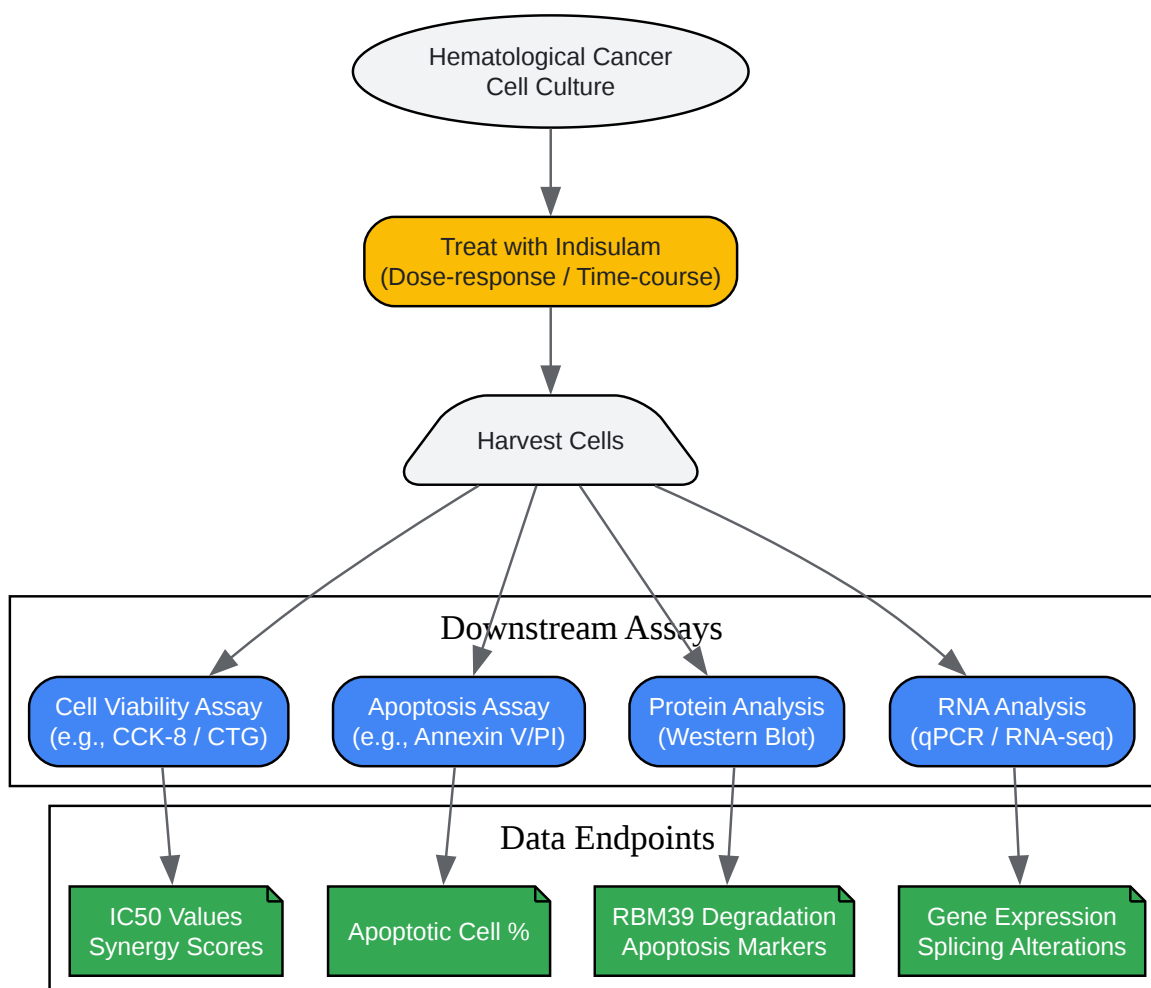 Hematological Cancer
Cell Culture
Treat with Indisulam
(Dose-response / Time-course)
Harvest Cells
Downstream Assays
Cell Viability Assay
(e.g., CCK-8 / CTG)
Apoptosis Assay
(e.g., Annexin V/PI)
Protein Analysis
(Western Blot)
RNA Analysis
(qPCR / RNA-seq)
Data Endpoints
IC50 Values
Synergy Scores
Apoptotic Cell %
RBM39 Degradation
Apoptosis Markers
Gene Expression
Splicing Alterations